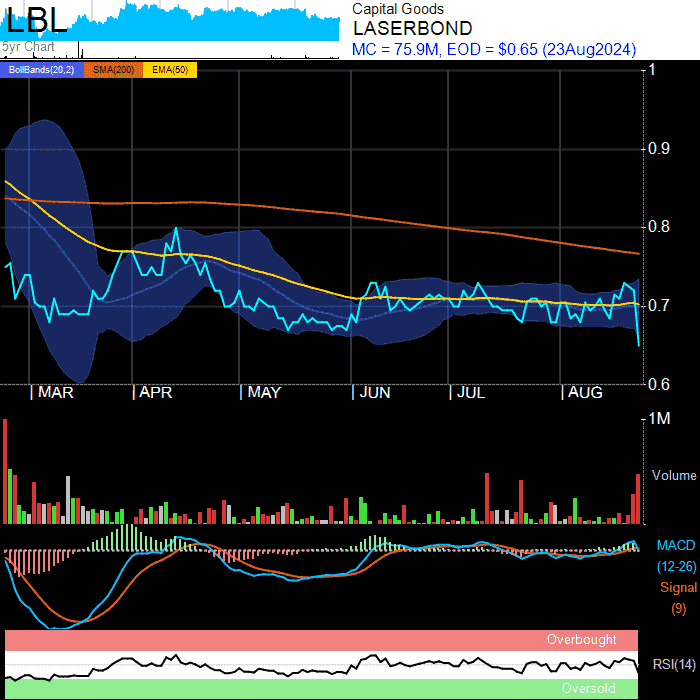 LBL
5yr Chart
Capital Goods
LASERBOND
MC = 75.9M, EOD = $0.65 (23Aug2024)
BollBands(20,2) SMA(200) EMA(50)
1
0.9
0.8
0.7
0.6
MAR APR MAY JUN JUL AUG
1M
Volume
MACD
(12-26)
Signal
(9)
Overbought
RSI(14)
Oversold